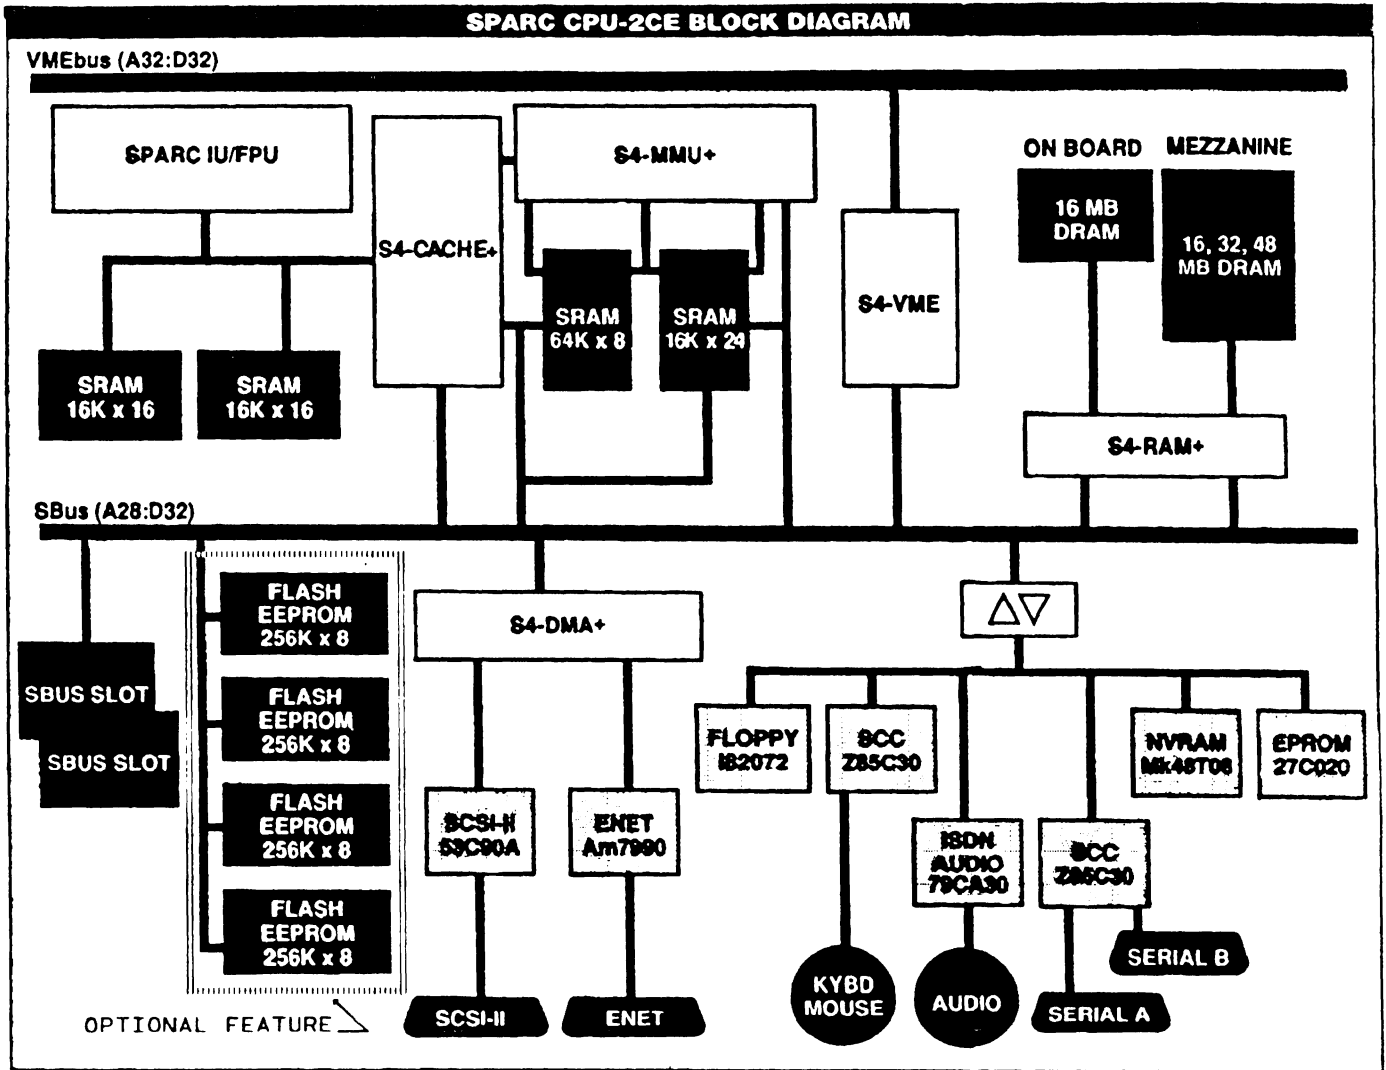 SPARC CPU-2CE BLOCK DIAGRAM
VMEbus (A32:D32)
SPARC IU/FPU
S4-CACHE+
S4-MMU+
S4-VME
ON BOARD
16 MB
DRAM
MEZZANINE
16, 32, 48
MB DRAM
SRAM
16K x 16
SRAM
16K x 16
SRAM
64K x 8
SRAM
16K x 24
S4-RAM+
SBus (A28:D32)
SBUS SLOT
SBUS SLOT
FLASH
EEPROM
256K x 8
FLASH
EEPROM
256K x 8
FLASH
EEPROM
256K x 8
FLASH
EEPROM
256K x 8
OPTIONAL FEATURE
S4-DMA+
SCSI-II
53C90A
ENET
Am7990
SCSI-II
ENET
FLOPPY
I82072
SCC
Z85C30
ISDN
AUDIO
79CA30
SCC
Z85C30
NVRAM
Mk48T08
EPROM
27C020
KYBD
MOUSE
AUDIO
SERIAL A
SERIAL B